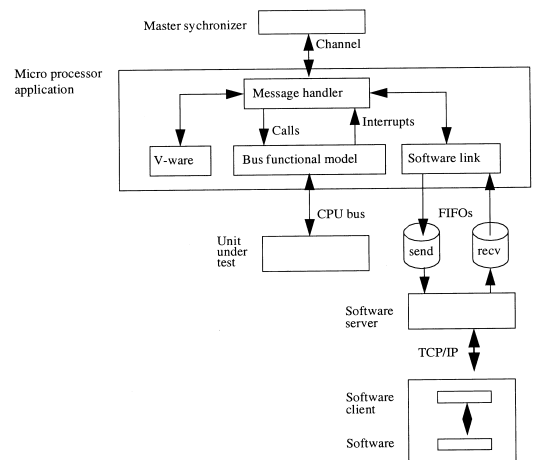 Master sychronizer
Channel
Micro processor
application
Message handler
Calls
Interrupts
V-ware
Bus functional model
Software link
CPU bus
FIFOs
Unit
under
test
send
recv
Software
server
TCP/IP
Software
client
Software